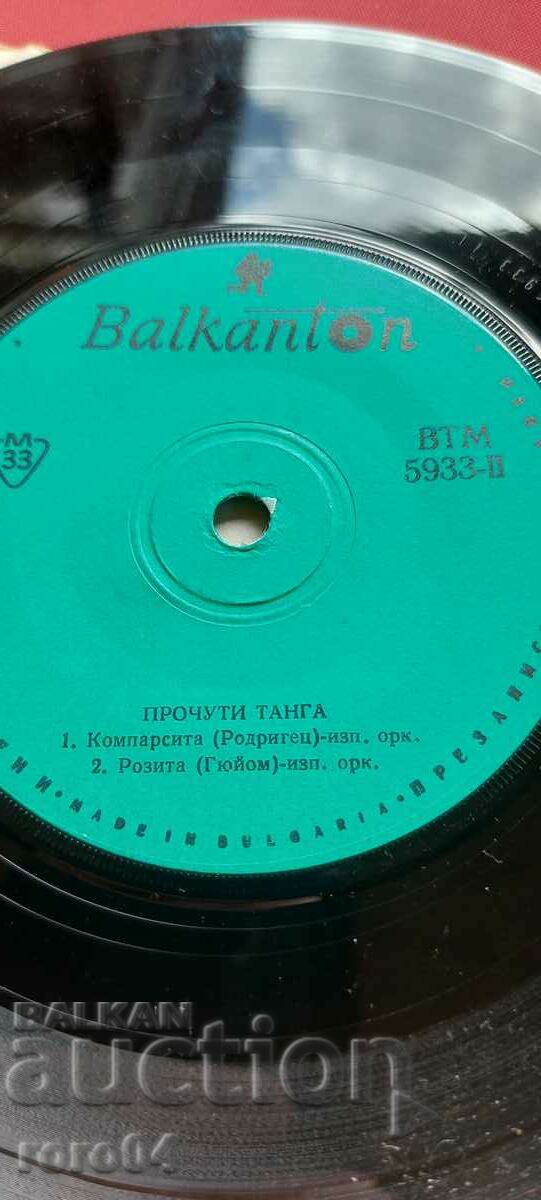 Balkanton
М
33
ВТМ
5933-II
ПРОЧУТИ ТАНГА
1. Компарсита (Родригец)-изп. орк.
2. Розита (Гюйом)-изп. орк.
MADE IN BULGARIA
BALKAN
auction
roro04